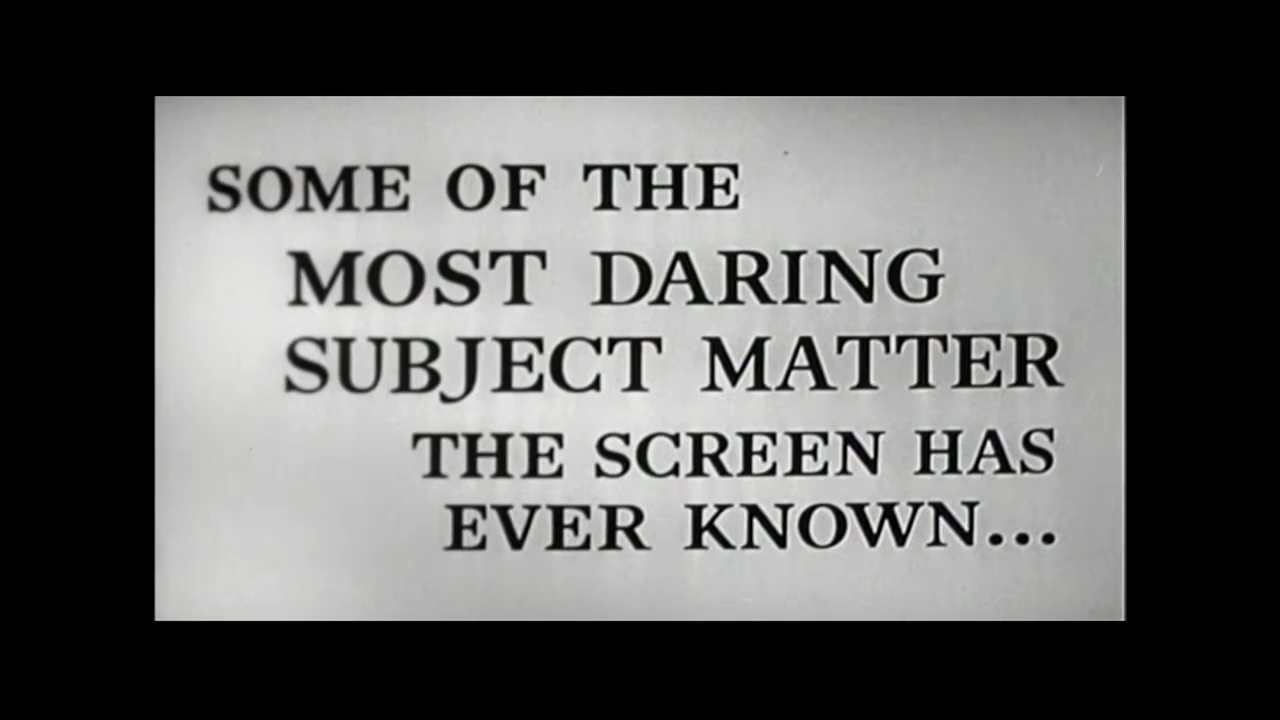 SOME OF THE
MOST DARING
SUBJECT MATTER
THE SCREEN HAS
EVER KNOWN...